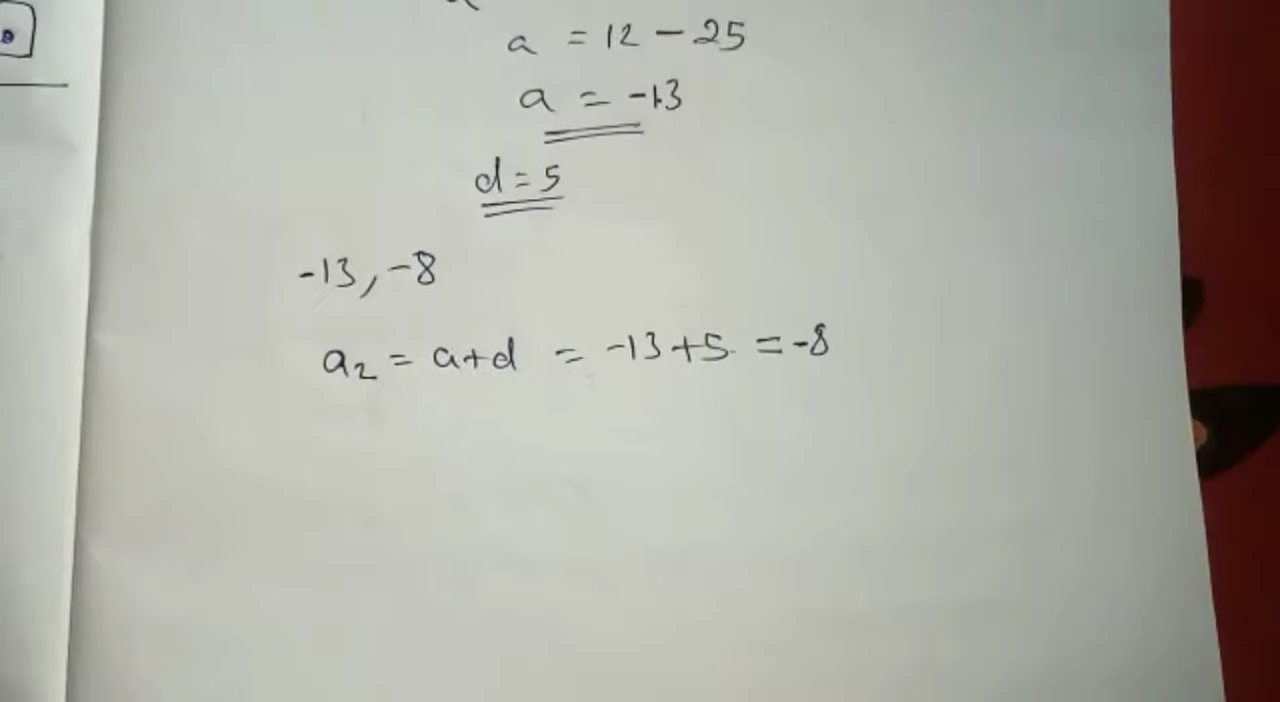 a = 12 - 25
a = -13
d = 5
-13, -8
a₂ = a+d = -13+5 = -8